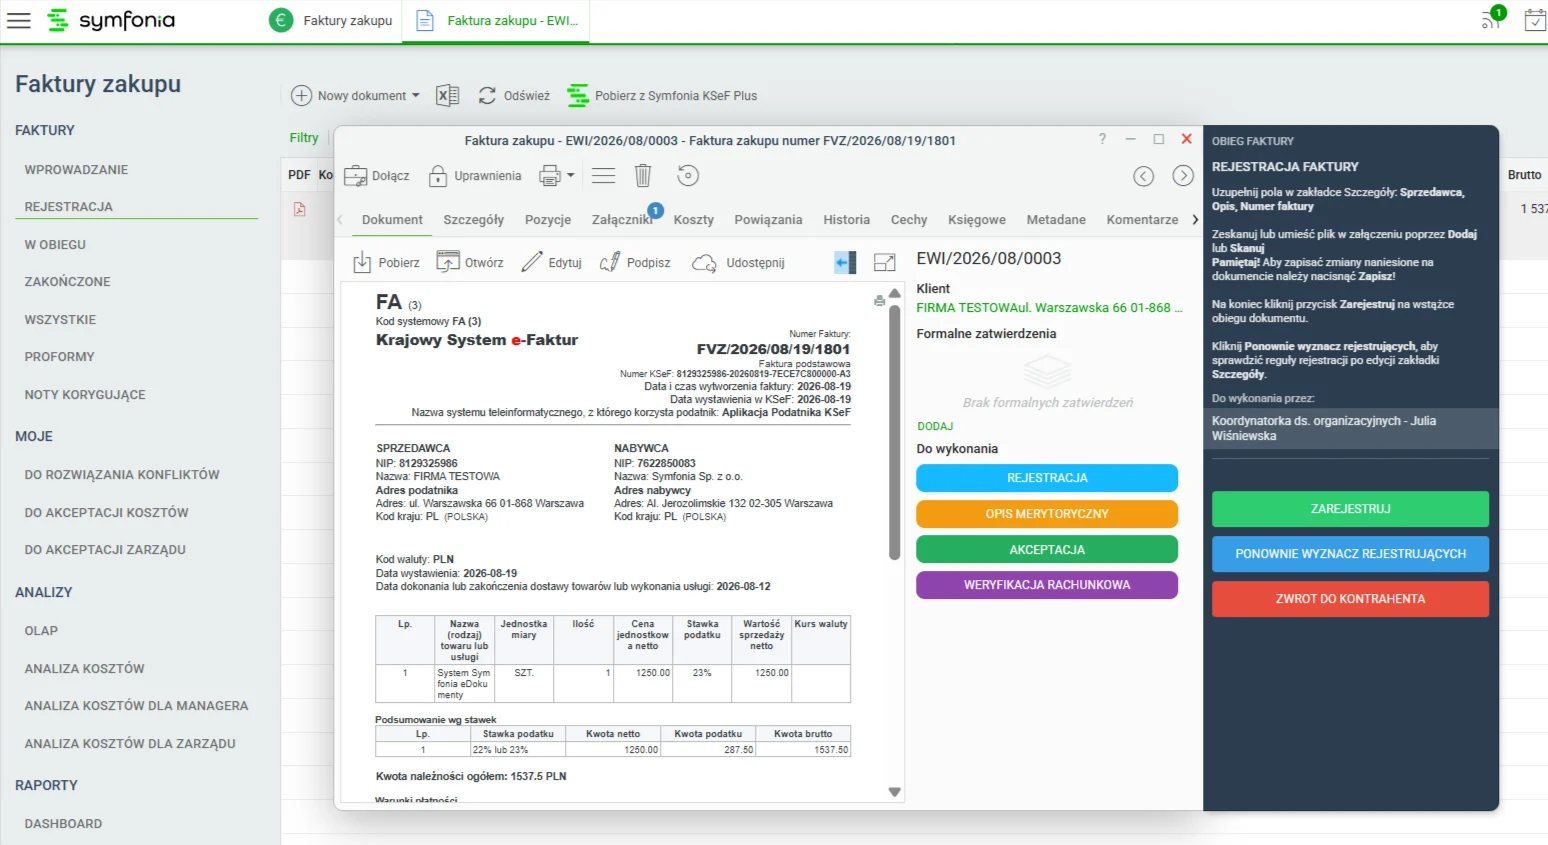 symfonia
Faktury zakupu
Faktura zakupu - EWI...
1
Faktury zakupu
FAKTURY
WPROWADZANIE
REJESTRACJA
W OBIEGU
ZAKOŃCZONE
WSZYSTKIE
PROFORMY
NOTY KORYGUJĄCE
MOJE
DO ROZWIĄZANIA KONFLIKTÓW
DO AKCEPTACJI KOSZTÓW
DO AKCEPTACJI ZARZĄDU
ANALIZY
OLAP
ANALIZA KOSZTÓW
ANALIZA KOSZTÓW DLA MANAGERA
ANALIZA KOSZTÓW DLA ZARZĄDU
RAPORTY
DASHBOARD
Nowy dokument
Odśwież
Pobierz z Symfonia KSeF Plus
Filtry
PDF Ko
Brutto
1 537
Faktura zakupu - EWI/2026/08/0003 - Faktura zakupu numer FVZ/2026/08/19/1801
?
Dołącz
Uprawnienia
Dokument
Szczegóły
Pozycje
Załączniki
1
Koszty
Powiązania
Historia
Cechy
Księgowe
Metadane
Komentarze
Pobierz
Otwórz
Edytuj
Podpisz
Udostępnij
FA (3)
Kod systemowy FA (3)
Krajowy System e-Faktur
Numer Faktury:
FVZ/2026/08/19/1801
Faktura podstawowa
Numer KSeF: 8129325986-20260819-7ECE7C800000-A3
Data i czas wytworzenia faktury: 2026-08-19
Data wystawienia w KSeF: 2026-08-19
Nazwa systemu teleinformatycznego, z którego korzysta podatnik: Aplikacja Podatnika KSeF
SPRZEDAWCA
NIP: 8129325986
Nazwa: FIRMA TESTOWA
Adres podatnika
Adres: ul. Warszawska 66 01-868 Warszawa
Kod kraju: PL (POLSKA)
NABYWCA
NIP: 7622850083
Nazwa: Symfonia Sp. z o.o.
Adres nabywcy
Adres: Al. Jerozolimskie 132 02-305 Warszawa
Kod kraju: PL (POLSKA)
Kod waluty: PLN
Data wystawienia: 2026-08-19
Data dokonania lub zakończenia dostawy towarów lub wykonania usługi: 2026-08-12
Lp.
Nazwa (rodzaj) towaru lub usługi
Jednostka miary
Ilość
Cena jednostkow a netto
Stawka podatku
Wartość sprzedaży netto
Kurs waluty
1
System Sym fonia eDoku menty
SZT.
1
1250.00
23%
1250.00
Podsumowanie wg stawek
Lp.
Stawka podatku
Kwota netto
Kwota podatku
Kwota brutto
1
22% lub 23%
1250.00
287.50
1537.50
Kwota należności ogółem: 1537.5 PLN
Warunki płatności
EWI/2026/08/0003
Klient
FIRMA TESTOWAul. Warszawska 66 01-868 ...
Formalne zatwierdzenia
Brak formalnych zatwierdzeń
DODAJ
Do wykonania
REJESTRACJA
OPIS MERYTORYCZNY
AKCEPTACJA
WERYFIKACJA RACHUNKOWA
OBIEG FAKTURY
REJESTRACJA FAKTURY
Uzupełnij pola w zakładce Szczegóły: Sprzedawca,
Opis, Numer faktury
Zeskanuj lub umieść plik w załączeniu poprzez Dodaj
lub Skanuj
Pamiętaj! Aby zapisać zmiany naniesione na
dokumencie należy nacisnąć Zapisz!
Na koniec kliknij przycisk Zarejestruj na wstążce
obiegu dokumentu.
Kliknij Ponownie wyznacz rejestrujących, aby
sprawdzić reguły rejestracji po edycji zakładki
Szczegóły.
Do wykonania przez:
Koordynatorka ds. organizacyjnych - Julia
Wiśniewska
ZAREJESTRUJ
PONOWNIE WYZNACZ REJESTRUJĄCYCH
ZWROT DO KONTRAHENTA